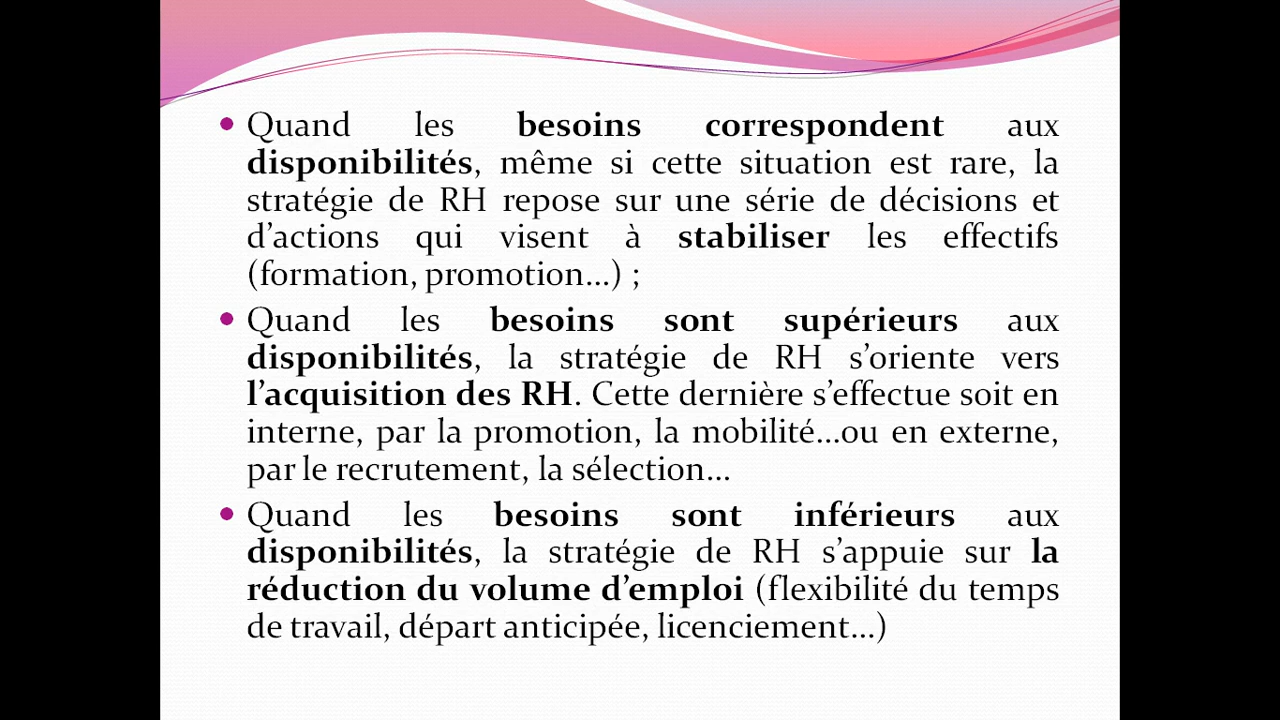 • Quand les besoins correspondent aux
disponibilités, même si cette situation est rare, la
stratégie de RH repose sur une série de décisions et
d’actions qui visent à stabiliser les effectifs
(formation, promotion…) ;
• Quand les besoins sont supérieurs aux
disponibilités, la stratégie de RH s’oriente vers
l’acquisition des RH. Cette dernière s’effectue soit en
interne, par la promotion, la mobilité…ou en externe,
par le recrutement, la sélection…
• Quand les besoins sont inférieurs aux
disponibilités, la stratégie de RH s’appuie sur la
réduction du volume d’emploi (flexibilité du temps
de travail, départ anticipée, licenciement…)